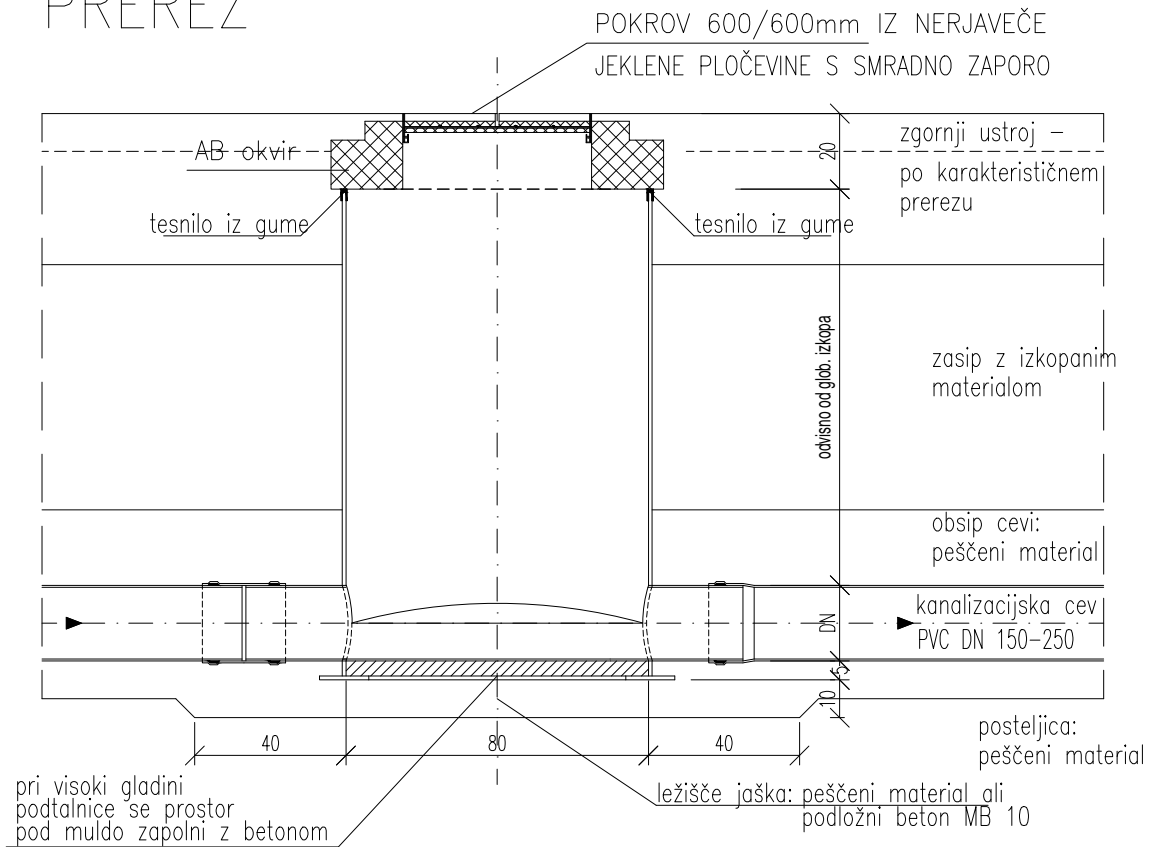 PREREZ
POKROV 600/600mm IZ NERJAVEČE
JEKLENE PLOČEVINE S SMRADNO ZAPORO
AB okvir
20
zgornji ustroj –
po karakterističnem
prerezu
tesnilo iz gume
tesnilo iz gume
odvisno od glob. izkopa
zasip z izkopanim
materialom
obsip cevi:
peščeni material
DN
kanalizacijska cev
PVC DN 150-250
5
10
40
80
40
posteljica:
peščeni material
pri visoki gladini
podtalnice se prostor
pod muldo zapolni z betonom
ležišče jaška: peščeni material ali
podložni beton MB 10